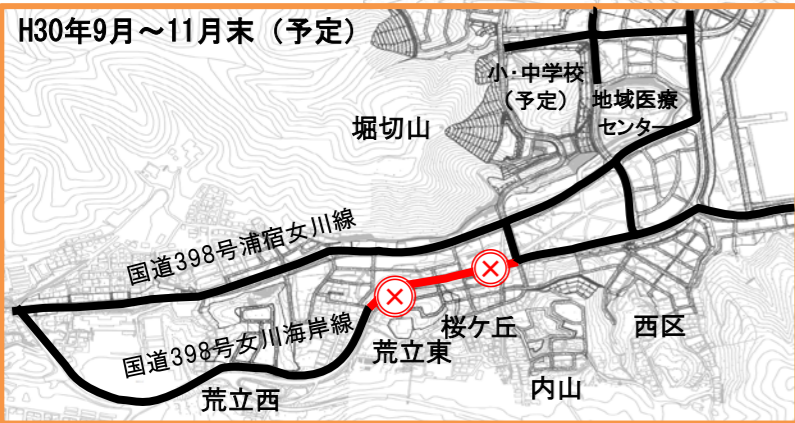 H30年9月～11月末（予定）
小・中学校
（予定）
地域医療
センター
堀切山
国道398号浦宿女川線
国道398号女川海岸線
桜ケ丘
西区
荒立東
内山
荒立西